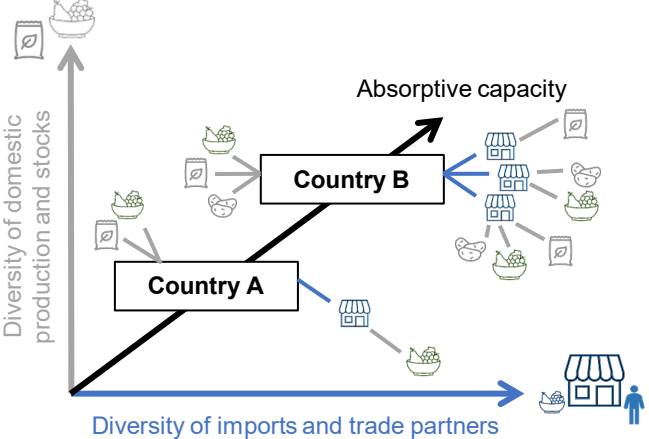 Absorptive capacity
Diversity of domestic
production and stocks
Country B
Country A
Diversity of imports and trade partners